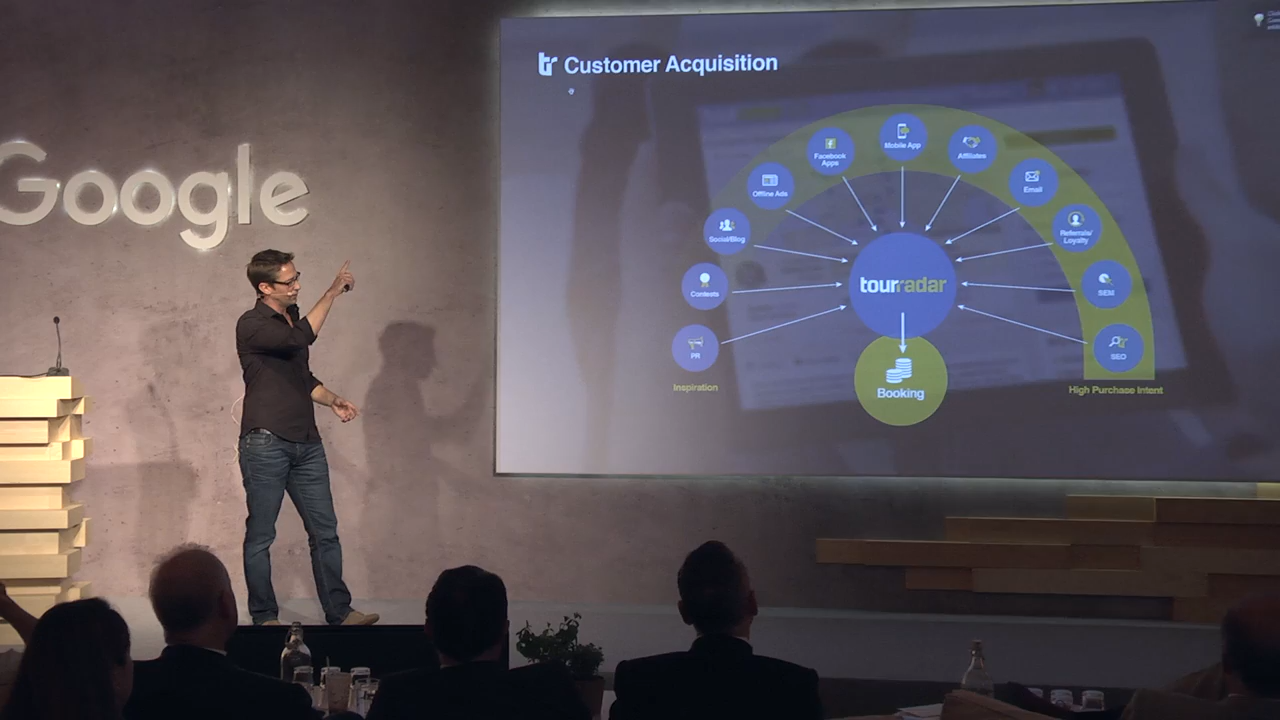 Google
tr Customer Acquisition
Mobile App
Facebook
Apps
Affiliates
Offline Ads
Email
Social/Blog
Referrals/
Loyalty
Contests
tourradar
SEM
PR
SEO
Inspiration
Booking
High Purchase Intent